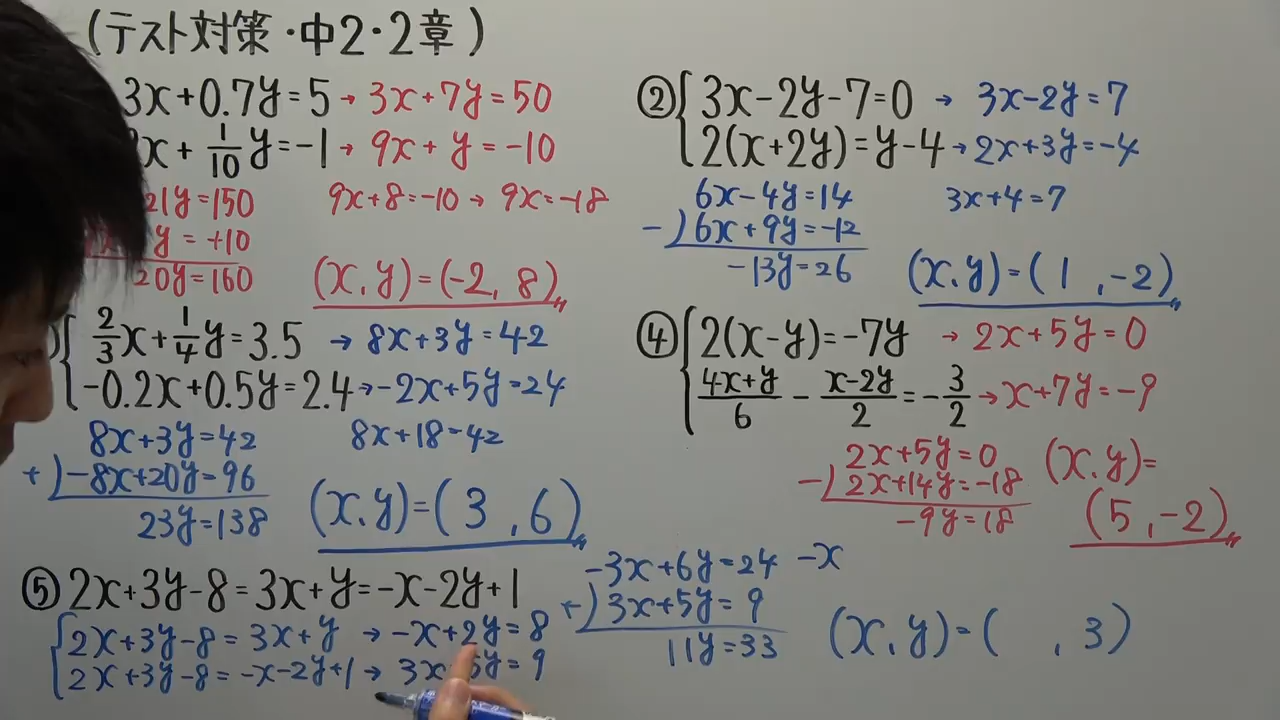 (テスト対策・中2・2章)
3x+0.7y=5 → 3x+7y=50
x+1/10y=-1 → 9x+y=-10
21y=150 9x+8=-10 → 9x=-18
y=+10
20y=160 (x,y)=(-2,8)
② 3x-2y-7=0 → 3x-2y=7
2(x+2y)=y-4 → 2x+3y=-4
6x-4y=14 3x+4=7
-) 6x+9y=-12
-13y=26 (x,y)=(1,-2)
2/3x+1/4y=3.5 → 8x+3y=42
-0.2x+0.5y=2.4 → -2x+5y=24
8x+3y=42 8x+18=42
+) -8x+20y=96
23y=138 (x,y)=(3,6)
④ 2(x-y)=-7y → 2x+5y=0
4x+y/6 - x-2y/2 = -3/2 → x+7y=-9
2x+5y=0 (x,y)=
-) 2x+14y=-18
-9y=18 (5,-2)
⑤ 2x+3y-8=3x+y=-x-2y+1
2x+3y-8=3x+y → -x+2y=8
2x+3y-8=-x-2y+1 → 3x 5y=9
-3x+6y=24 -x
+) 3x+5y=9
11y=33 (x,y)=( ,3)